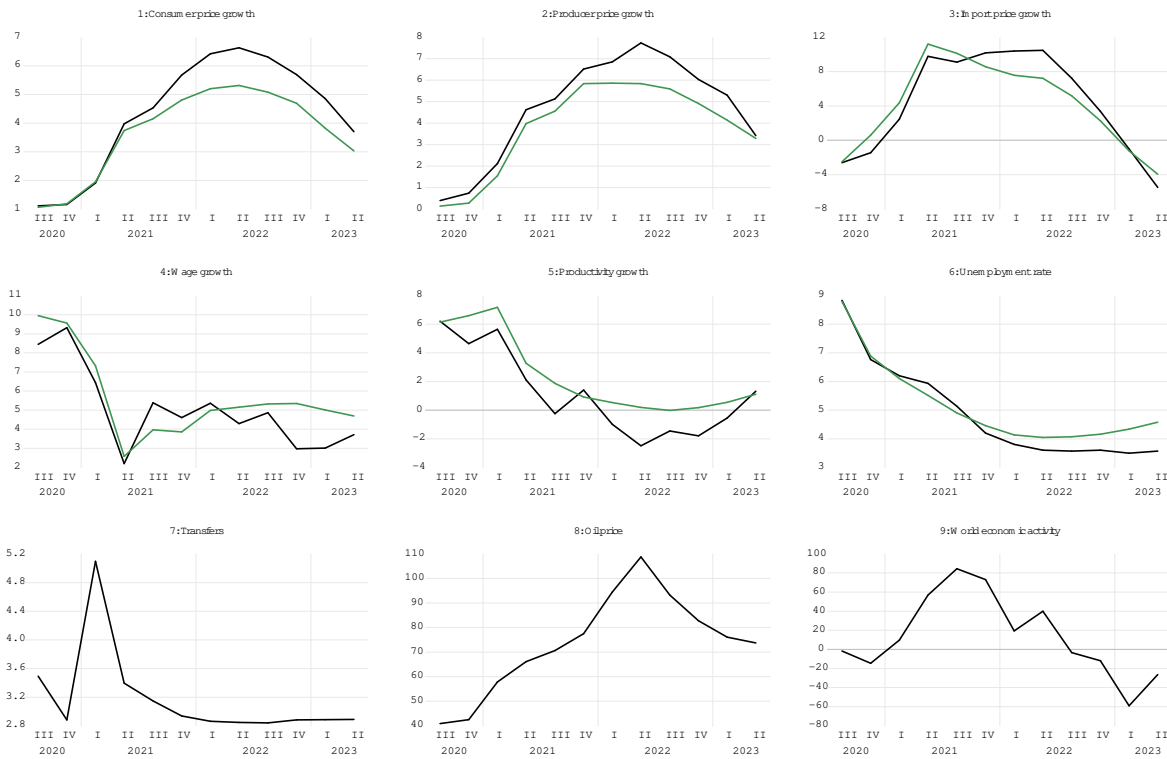 1: Consumer price growth
2: Producer price growth
3: Import price growth
7
6
5
4
3
2
1
III IV I II III IV I II III IV I II
2020 2021 2022 2023
8
7
6
5
4
3
2
1
0
III IV I II III IV I II III IV I II
2020 2021 2022 2023
12
8
4
0
−4
−8
III IV I II III IV I II III IV I II
2020 2021 2022 2023
4: Wage growth
5: Productivity growth
6: Unemployment rate
11
10
9
8
7
6
5
4
3
2
III IV I II III IV I II III IV I II
2020 2021 2022 2023
8
6
4
2
0
−2
−4
III IV I II III IV I II III IV I II
2020 2021 2022 2023
9
8
7
6
5
4
3
III IV I II III IV I II III IV I II
2020 2021 2022 2023
7: Transfers
8: Oil price
9: World economic activity
5.2
4.8
4.4
4.0
3.6
3.2
2.8
III IV I II III IV I II III IV I II
2020 2021 2022 2023
110
100
90
80
70
60
50
40
III IV I II III IV I II III IV I II
2020 2021 2022 2023
100
80
60
40
20
0
−20
−40
−60
−80
III IV I II III IV I II III IV I II
2020 2021 2022 2023